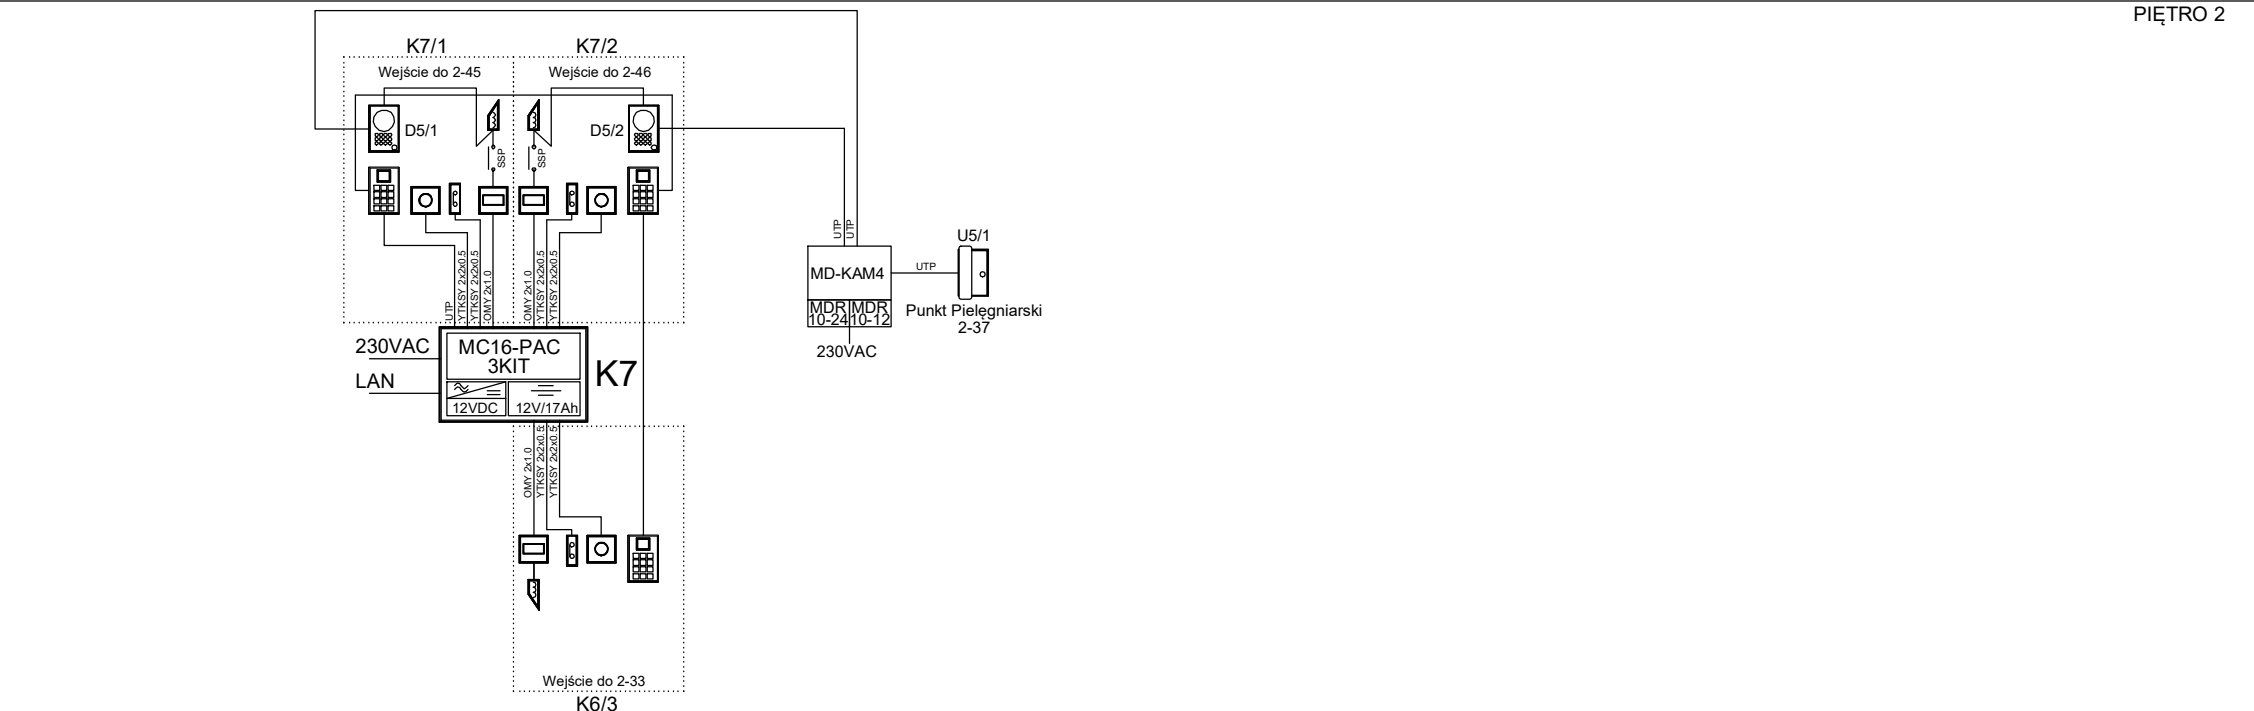 PIĘTRO 2
K7/1
K7/2
Wejście do 2-45
Wejście do 2-46
D5/1
D5/2
SSP
SSP
UTP
YTKSY 2x2x0.5
YTKSY 2x2x0.5
OMY 2x1.0
OMY 2x1.0
YTKSY 2x2x0.5
YTKSY 2x2x0.5
UTP
UTP
MD-KAM4
UTP
U5/1
MDR
10-24
MDR
10-12
230VAC
Punkt Pielęgniarski
2-37
230VAC
LAN
MC16-PAC
3KIT
12VDC
12V/17Ah
K7
OMY 2x1.0
YTKSY 2x2x0.5
YTKSY 2x2x0.5
Wejście do 2-33
K6/3